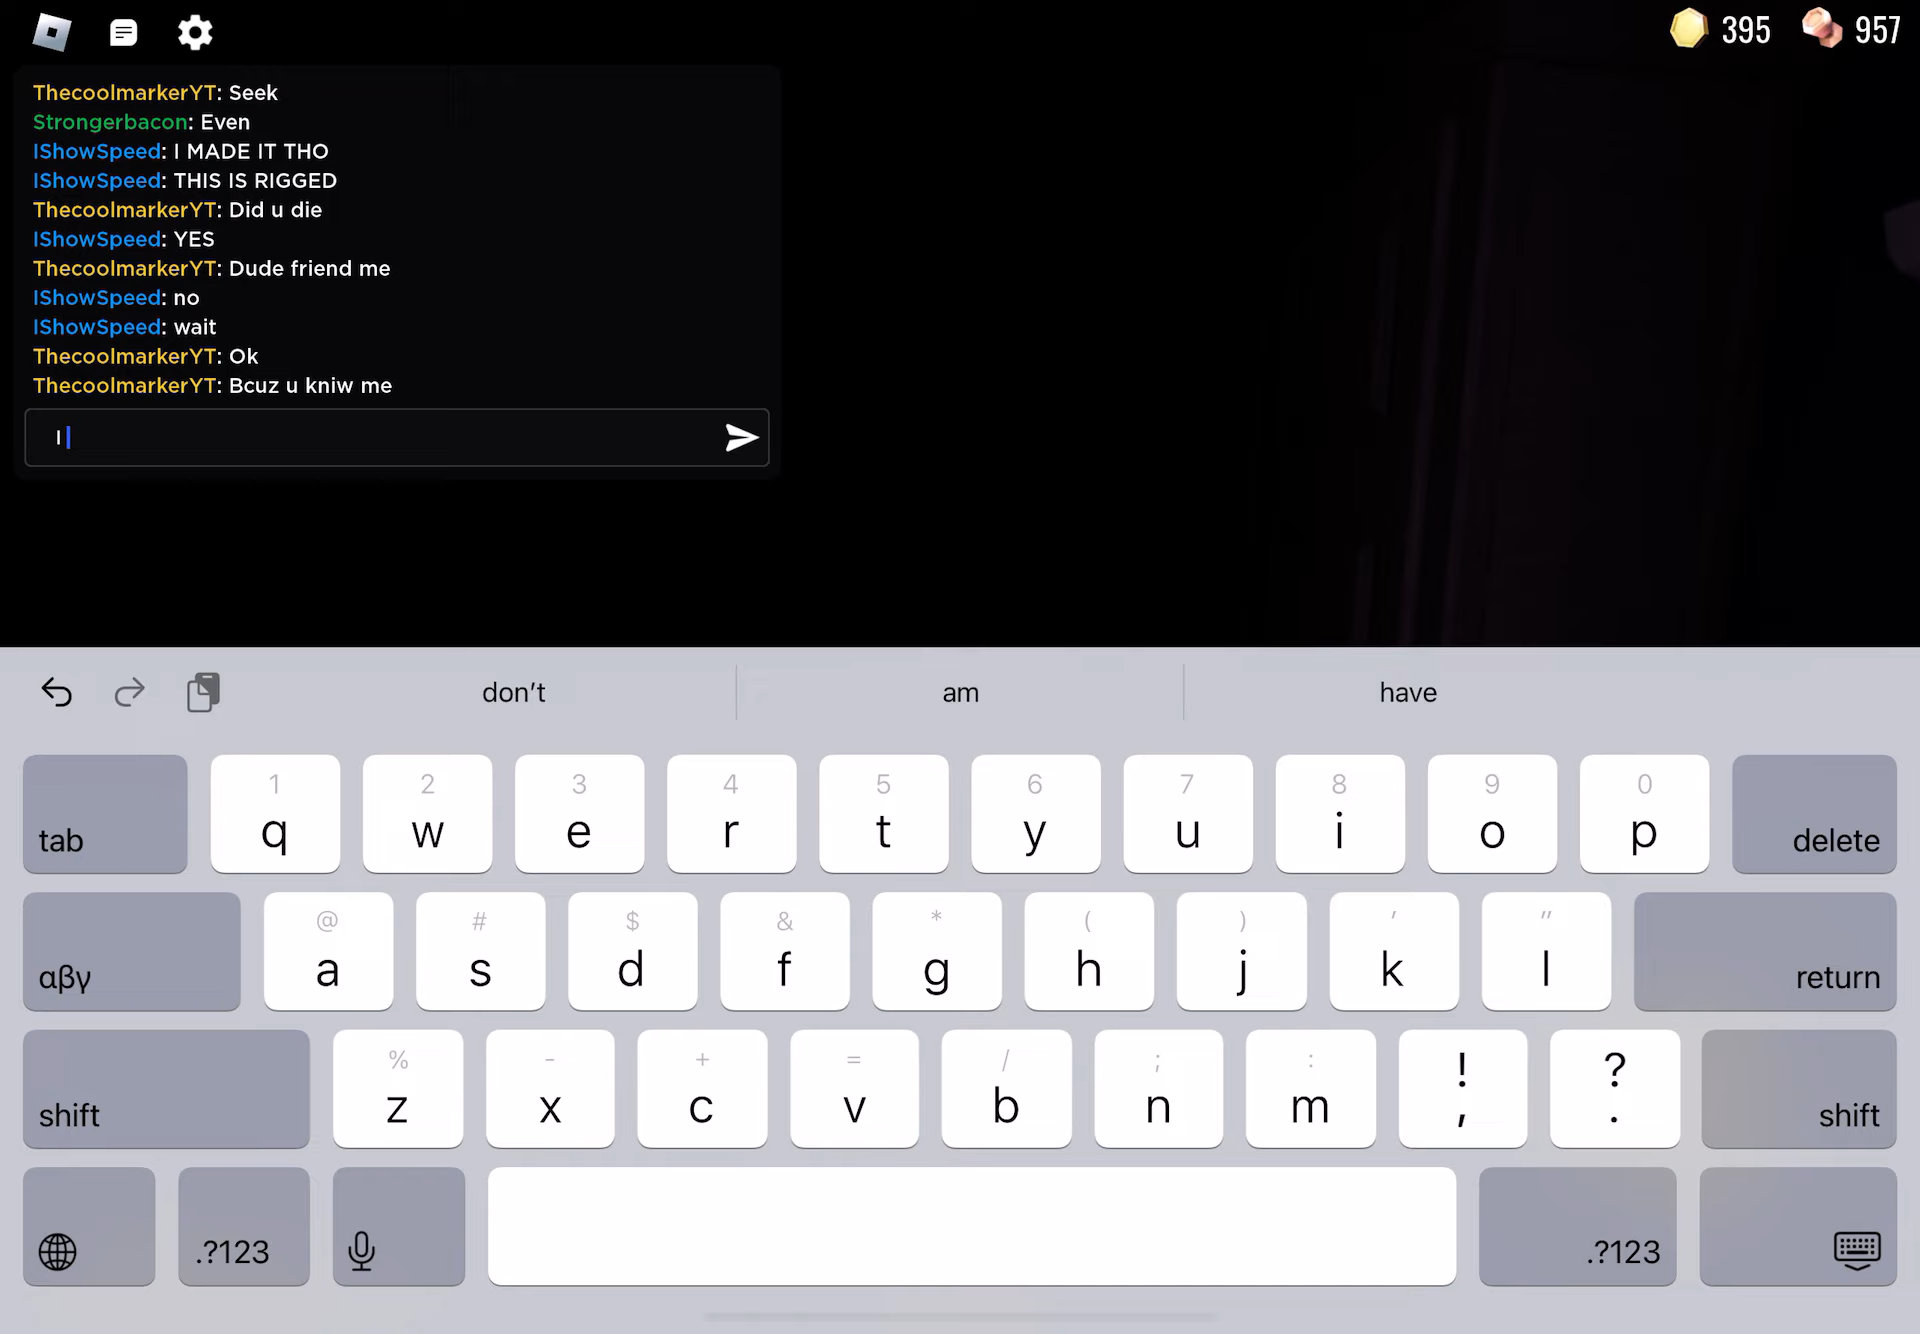 395 957
ThecoolmarkerYT: Seek
Strongerbacon: Even
IShowSpeed: I MADE IT THO
IShowSpeed: THIS IS RIGGED
ThecoolmarkerYT: Did u die
IShowSpeed: YES
ThecoolmarkerYT: Dude friend me
IShowSpeed: no
IShowSpeed: wait
ThecoolmarkerYT: Ok
ThecoolmarkerYT: Bcuz u kniw me
I
don’t am have
1 2 3 4 5 6 7 8 9 0
tab q w e r t y u i o p delete
@ # $ & * ( ) ' "
αβγ a s d f g h j k l return
% - + = / ; : ! ?
shift z x c v b n m , . shift
.?123 .?123